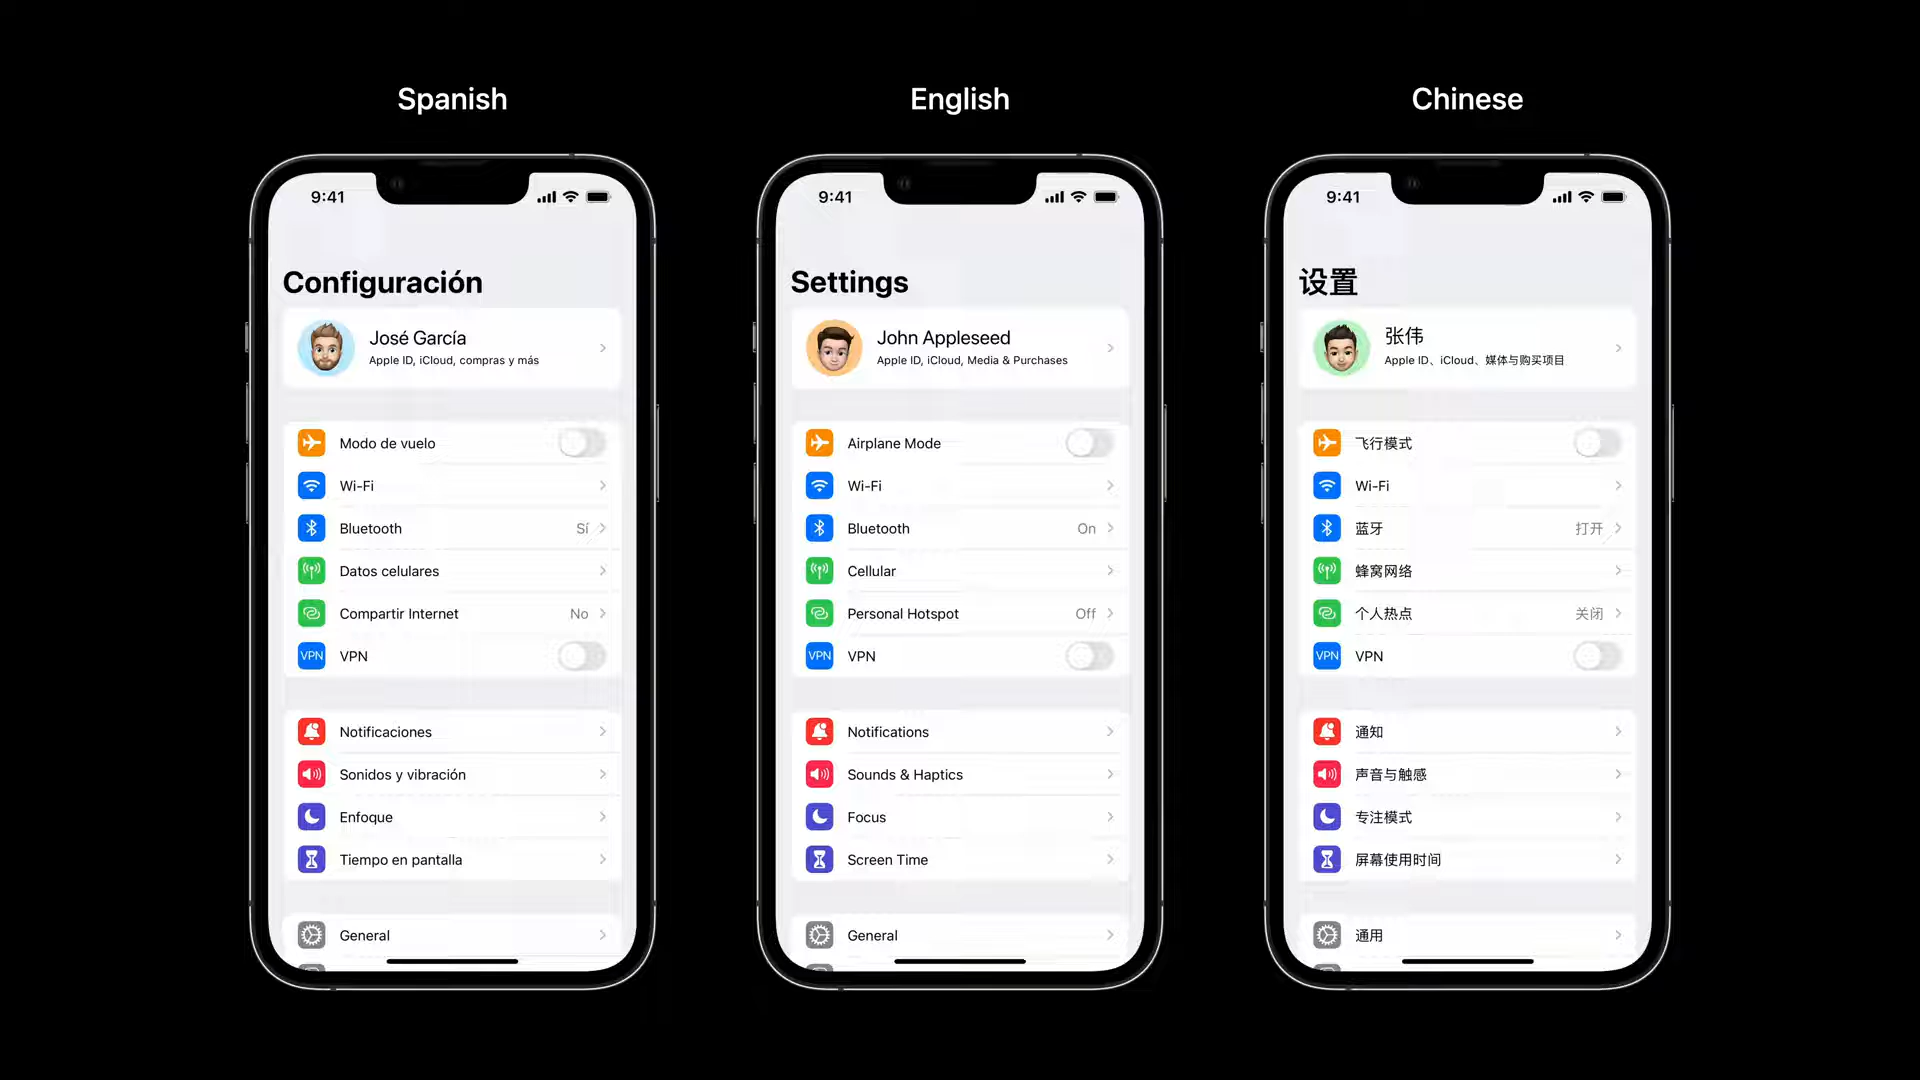 Spanish
9:41
Configuración
José García
Apple ID, iCloud, compras y más
Modo de vuelo
Wi-Fi
Bluetooth Sí
Datos celulares
Compartir Internet No
VPN VPN
Notificaciones
Sonidos y vibración
Enfoque
Tiempo en pantalla
General
English
9:41
Settings
John Appleseed
Apple ID, iCloud, Media & Purchases
Airplane Mode
Wi-Fi
Bluetooth On
Cellular
Personal Hotspot Off
VPN VPN
Notifications
Sounds & Haptics
Focus
Screen Time
General
Chinese
9:41
设置
张伟
Apple ID、iCloud、媒体与购买项目
飞行模式
Wi-Fi
蓝牙 打开
蜂窝网络
个人热点 关闭
VPN VPN
通知
声音与触感
专注模式
屏幕使用时间
通用